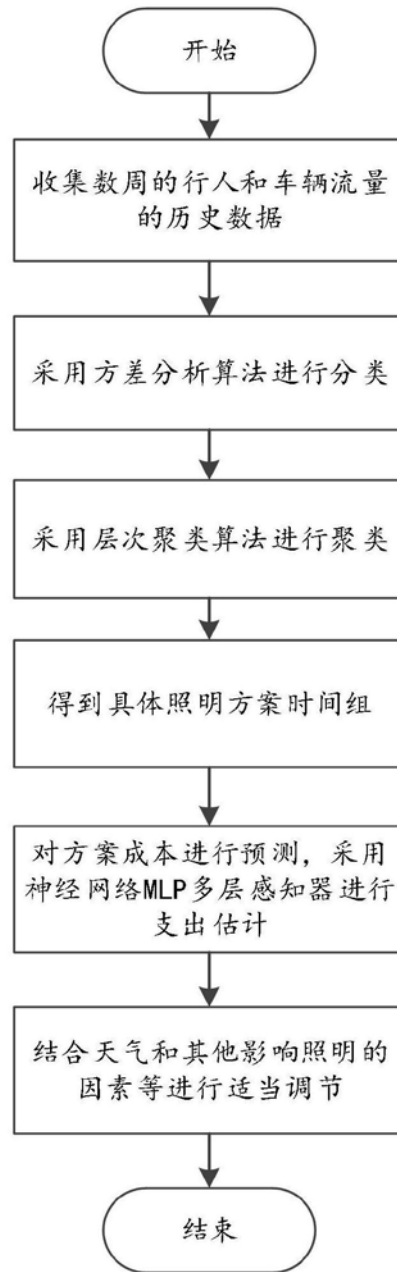 开始
收集数周的行人和车辆流量
的历史数据
采用方差分析算法进行分类
采用层次聚类算法进行聚类
得到具体照明方案时间组
对方案成本进行预测，采用
神经网络MLP多层感知器进行
支出估计
结合天气和其他影响照明的
因素等进行适当调节
结束